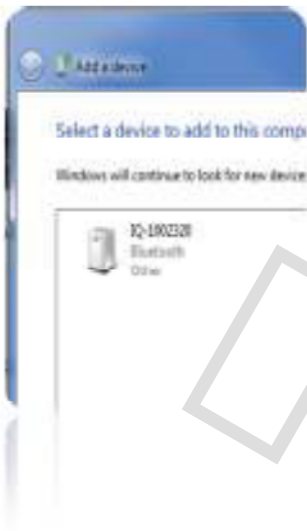 Add a device
Select a device to add to this comp
Windows will continue to look for new device
IQ-1002320
Bluetooth
Other